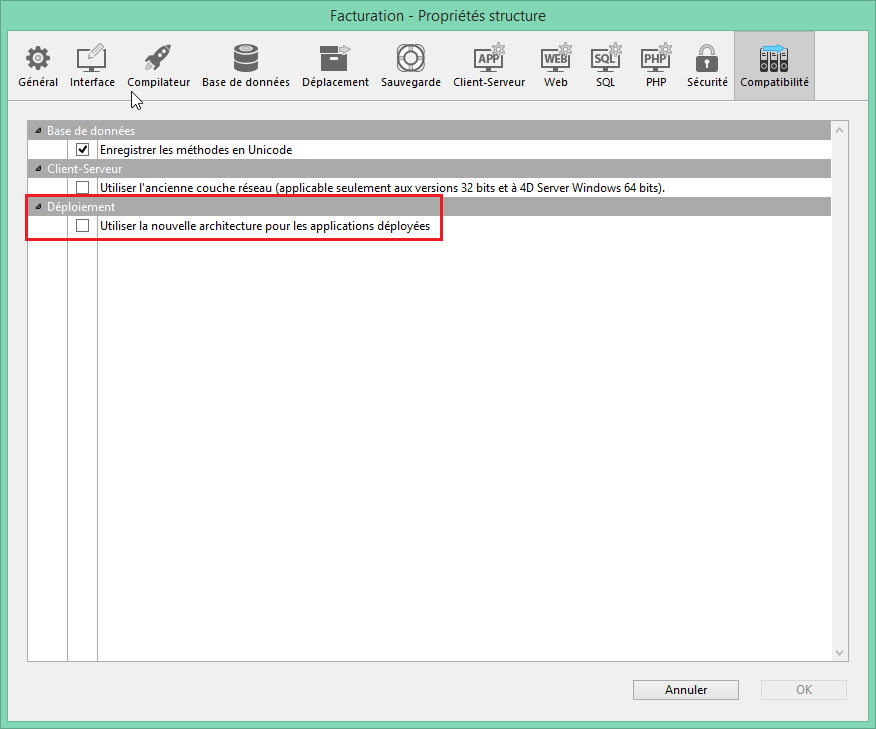 Facturation - Propriétés structure
APP WEB SQL PHP
Général Interface Compilateur Base de données Déplacement Sauvegarde Client-Serveur Web SQL PHP Sécurité Compatibilité
Base de données
Enregistrer les méthodes en Unicode
Client-Serveur
Utiliser l'ancienne couche réseau (applicable seulement aux versions 32 bits et à 4D Server Windows 64 bits).
Déploiement
Utiliser la nouvelle architecture pour les applications déployées
Annuler OK